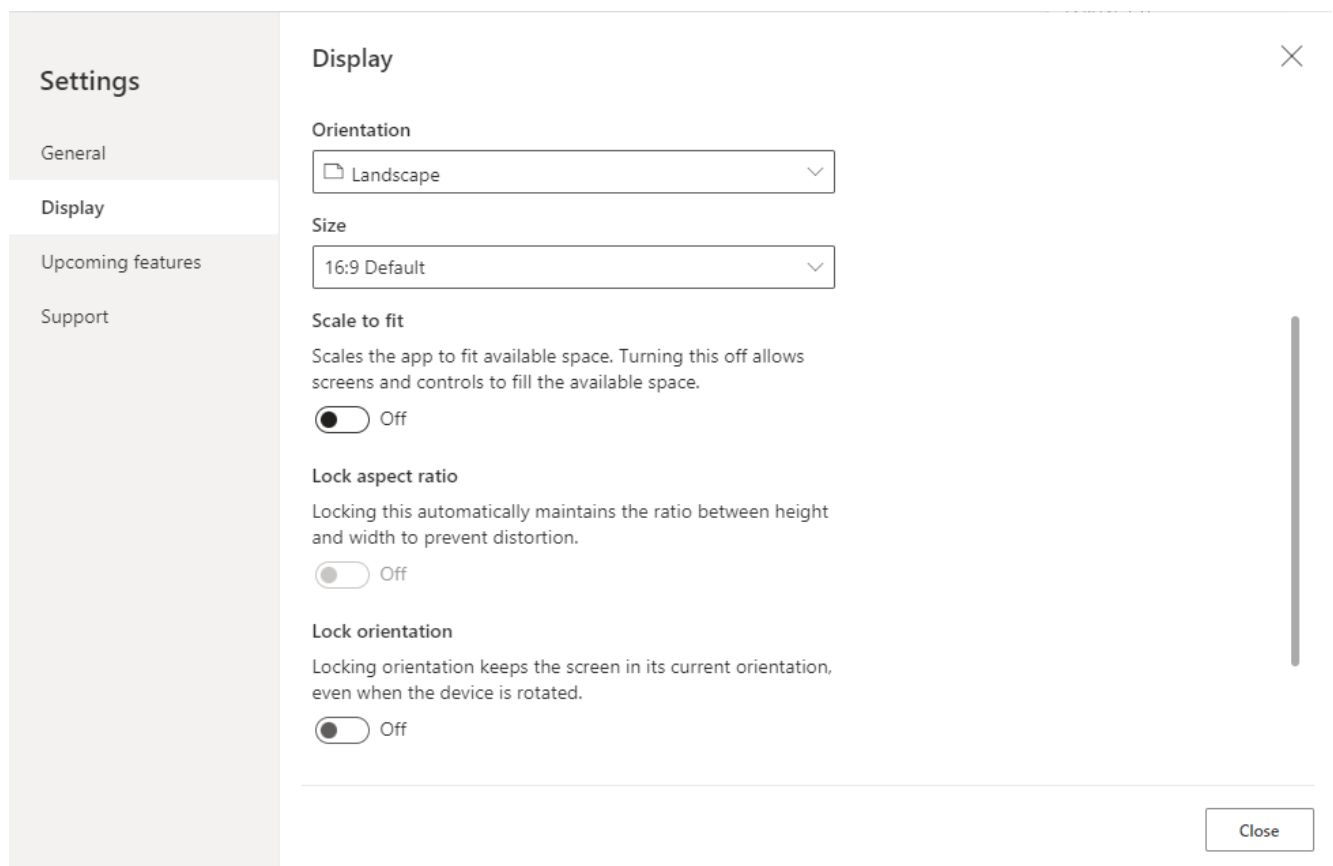 Settings
General
Display
Upcoming features
Support
Display
Orientation
Landscape
Size
16:9 Default
Scale to fit
Scales the app to fit available space. Turning this off allows
screens and controls to fill the available space.
Off
Lock aspect ratio
Locking this automatically maintains the ratio between height
and width to prevent distortion.
Off
Lock orientation
Locking orientation keeps the screen in its current orientation,
even when the device is rotated.
Off
Close